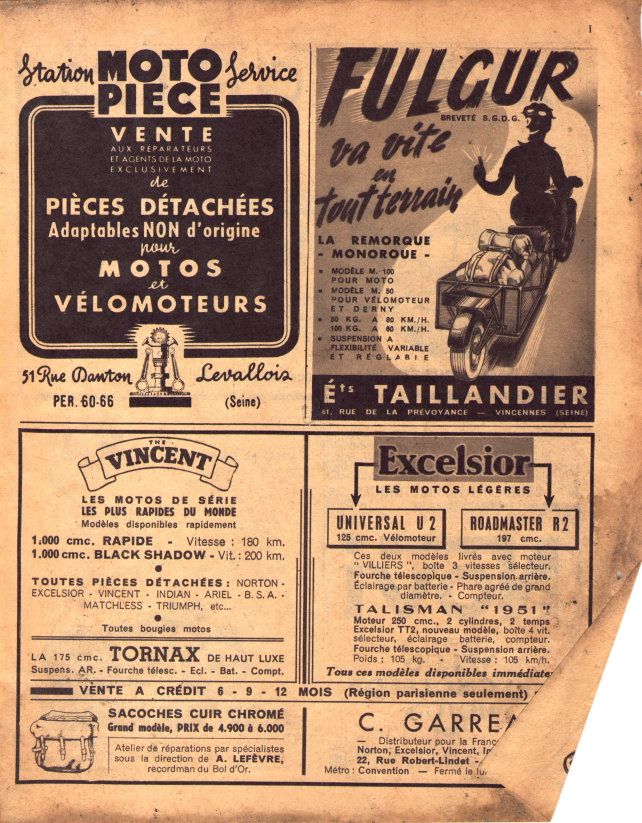 1
Station MOTO Service
PIECE
VENTE
AUX RÉPARATEURS
ET AGENTS DE LA MOTO
EXCLUSIVEMENT
de
PIÈCES DÉTACHÉES
Adaptables NON d'origine
pour
MOTOS
et
VÉLOMOTEURS
51 Rue Danton Levallois
PER. 60-66 (Seine)
FULGUR
BREVETÉ S.G.D.G.
va vite
en
tout terrain
LA REMORQUE
- MONOROUE -
• MODÈLE M. 100
POUR MOTO
• MODÈLE M. 50
POUR VÉLOMOTEUR
ET DERNY
• 50 KG. A 80 KM./H.
100 KG. A 60 KM./H.
• SUSPENSION A
FLEXIBILITÉ VARIABLE
ET RÉGLABLE
Éts TAILLANDIER
61, RUE DE LA PRÉVOYANCE — VINCENNES (SEINE)
THE
VINCENT
LES MOTOS DE SÉRIE
LES PLUS RAPIDES DU MONDE
Modèles disponibles rapidement
1.000 cmc. RAPIDE - Vitesse : 180 km.
1.000 cmc. BLACK SHADOW - Vit. : 200 km.
•
TOUTES PIÈCES DÉTACHÉES : NORTON -
EXCELSIOR - VINCENT - INDIAN - ARIEL - B.S.A. -
MATCHLESS - TRIUMPH, etc...
•
Toutes bougies motos
LA 175 cmc. TORNAX DE HAUT LUXE
Suspens. AR. - Fourche télesc. - Ecl. - Bat. - Compt.
Excelsior
LES MOTOS LÉGÈRES
UNIVERSAL U 2
125 cmc. Vélomoteur
ROADMASTER R2
197 cmc.
Ces deux modèles livrés avec moteur
"VILLIERS", boîte 3 vitesses sélecteur.
Fourche télescopique - Suspension arrière.
Éclairage par batterie - Phare agréé de grand
diamètre. - Compteur.
TALISMAN "1951"
Moteur 250 cmc., 2 cylindres, 2 temps
Excelsior TT2, nouveau modèle, boîte 4 vit.
sélecteur, éclairage batterie, compteur.
Fourche télescopique - Suspension arrière.
Poids : 105 kg. - Vitesse : 105 km/h.
Tous ces modèles disponibles immédiate
VENTE A CRÉDIT 6 - 9 - 12 MOIS (Région parisienne seulement)
SACOCHES CUIR CHROMÉ
Grand modèle, PRIX de 4.900 à 6.000
Atelier de réparations par spécialistes
sous la direction de A. LEFÈVRE,
recordman du Bol d'Or.
C. GARREA
— Distributeur pour la Franc
Norton, Excelsior, Vincent, In
22, Rue Robert-Lindet -
Métro : Convention — Fermé le lu